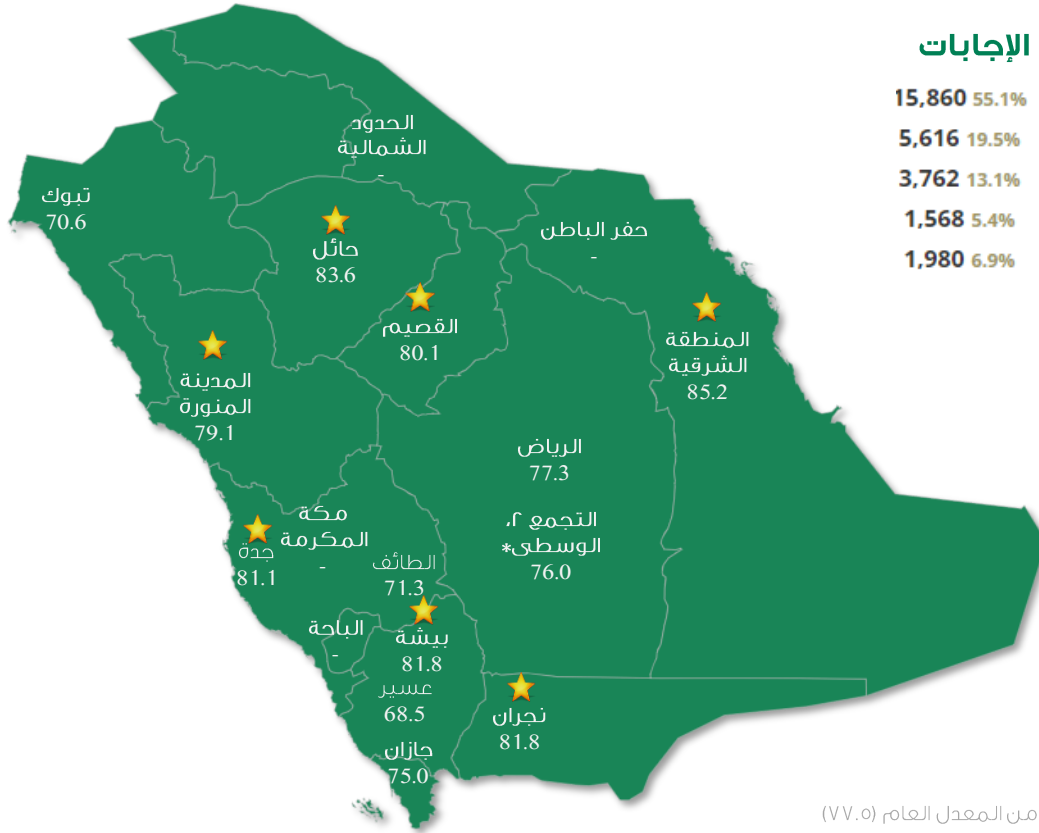 الإجابات
15,860 55.1%
5,616 19.5%
3,762 13.1%
1,568 5.4%
1,980 6.9%
الحدود
الشمالية
-
تبوك
70.6
حائل
83.6
حفر الباطن
-
القصيم
80.1
المنطقة
الشرقية
85.2
المدينة
المنورة
79.1
الرياض
77.3
التجمع ٢،
الوسطى*
76.0
مكة
المكرمة
-
جدة
81.1
الطائف
71.3
الباحة
-
بيشة
81.8
عسير
68.5
نجران
81.8
جازان
75.0
من المعدل العام (٧٧.٥)